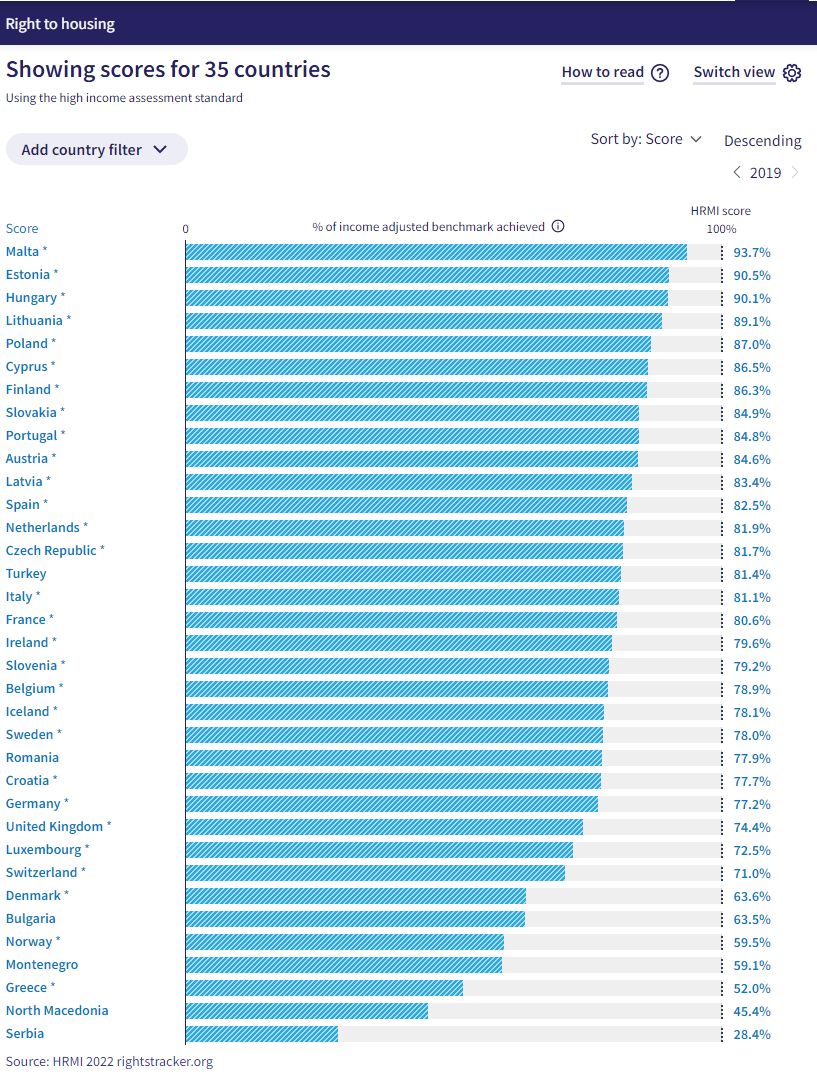 Right to housing
Showing scores for 35 countries
How to read ?
Switch view
Using the high income assessment standard
Add country filter
Sort by: Score
Descending
< 2019 >
HRMI score
Score
0
% of income adjusted benchmark achieved i
100%
Malta * 93.7%
Estonia * 90.5%
Hungary * 90.1%
Lithuania * 89.1%
Poland * 87.0%
Cyprus * 86.5%
Finland * 86.3%
Slovakia * 84.9%
Portugal * 84.8%
Austria * 84.6%
Latvia * 83.4%
Spain * 82.5%
Netherlands * 81.9%
Czech Republic * 81.7%
Turkey 81.4%
Italy * 81.1%
France * 80.6%
Ireland * 79.6%
Slovenia * 79.2%
Belgium * 78.9%
Iceland * 78.1%
Sweden * 78.0%
Romania 77.9%
Croatia * 77.7%
Germany * 77.2%
United Kingdom * 74.4%
Luxembourg * 72.5%
Switzerland * 71.0%
Denmark * 63.6%
Bulgaria 63.5%
Norway * 59.5%
Montenegro 59.1%
Greece * 52.0%
North Macedonia 45.4%
Serbia 28.4%
Source: HRMI 2022 rightstracker.org